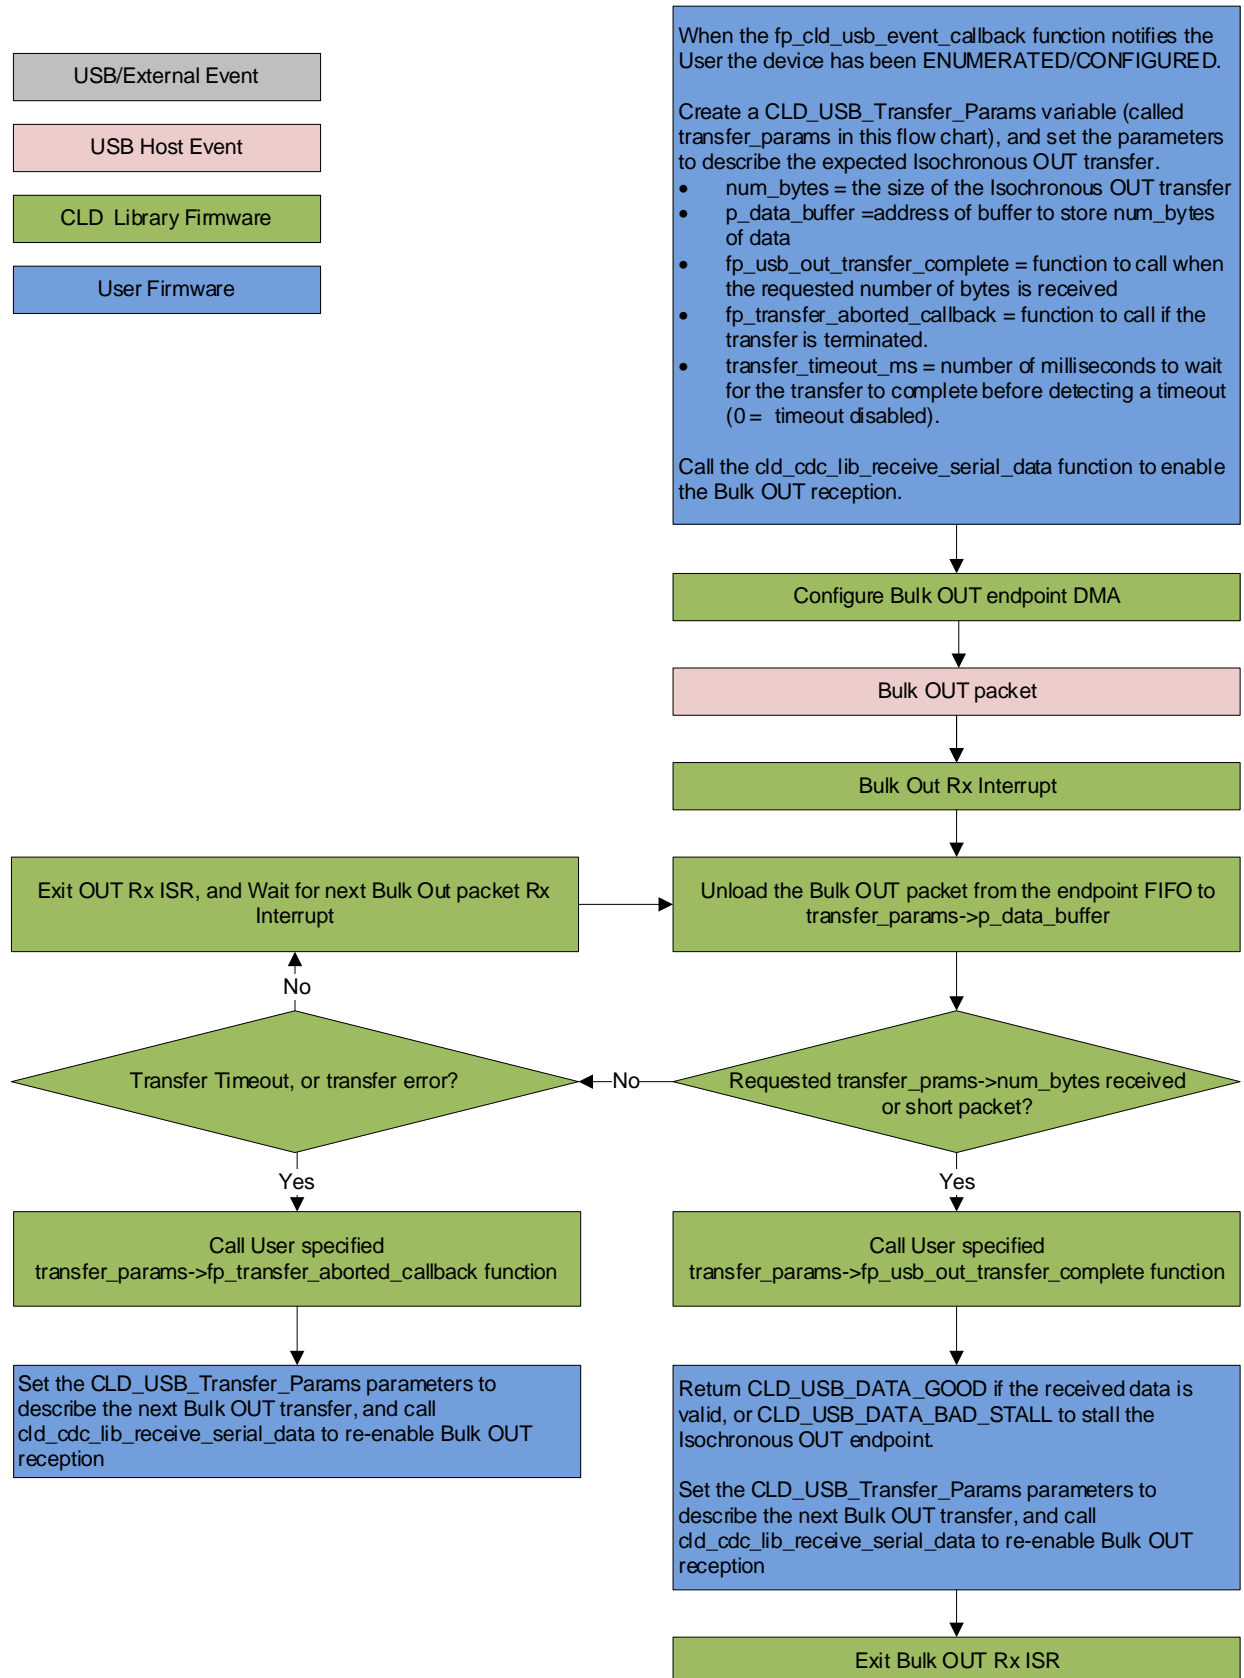 USB/External Event
USB Host Event
CLD Library Firmware
User Firmware
When the fp_cld_usb_event_callback function notifies the
User the device has been ENUMERATED/CONFIGURED.
Create a CLD_USB_Transfer_Params variable (called
transfer_params in this flow chart), and set the parameters
to describe the expected Isochronous OUT transfer.
• num_bytes = the size of the Isochronous OUT transfer
• p_data_buffer =address of buffer to store num_bytes
of data
• fp_usb_out_transfer_complete = function to call when
the requested number of bytes is received
• fp_transfer_aborted_callback = function to call if the
transfer is terminated.
• transfer_timeout_ms = number of milliseconds to wait
for the transfer to complete before detecting a timeout
(0 = timeout disabled).
Call the cld_cdc_lib_receive_serial_data function to enable
the Bulk OUT reception.
Configure Bulk OUT endpoint DMA
Bulk OUT packet
Bulk Out Rx Interrupt
Exit OUT Rx ISR, and Wait for next Bulk Out packet Rx
Interrupt
Unload the Bulk OUT packet from the endpoint FIFO to
transfer_params->p_data_buffer
No
Transfer Timeout, or transfer error?
No
Requested transfer_prams->num_bytes received
or short packet?
Yes
Yes
Call User specified
transfer_params->fp_transfer_aborted_callback function
Call User specified
transfer_params->fp_usb_out_transfer_complete function
Set the CLD_USB_Transfer_Params parameters to
describe the next Bulk OUT transfer, and call
cld_cdc_lib_receive_serial_data to re-enable Bulk OUT
reception
Return CLD_USB_DATA_GOOD if the received data is
valid, or CLD_USB_DATA_BAD_STALL to stall the
Isochronous OUT endpoint.
Set the CLD_USB_Transfer_Params parameters to
describe the next Bulk OUT transfer, and call
cld_cdc_lib_receive_serial_data to re-enable Bulk OUT
reception
Exit Bulk OUT Rx ISR